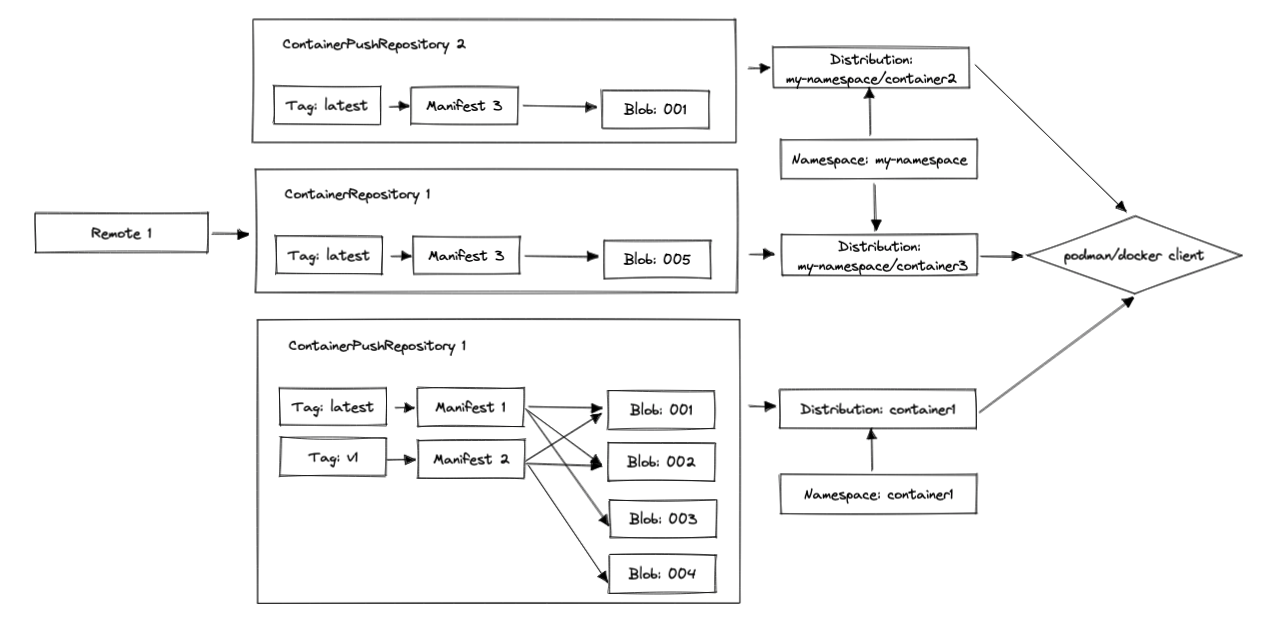 ContainerPushRepository 2
Tag: latest
Manifest 3
Blob: 001
Distribution:
my-namespace/container2
Namespace: my-namespace
Remote 1
ContainerRepository 1
Tag: latest
Manifest 3
Blob: 005
Distribution:
my-namespace/container3
podman/docker client
ContainerPushRepository 1
Tag: latest
Manifest 1
Blob: 001
Tag: v1
Manifest 2
Blob: 002
Blob: 003
Blob: 004
Distribution: container1
Namespace: container1